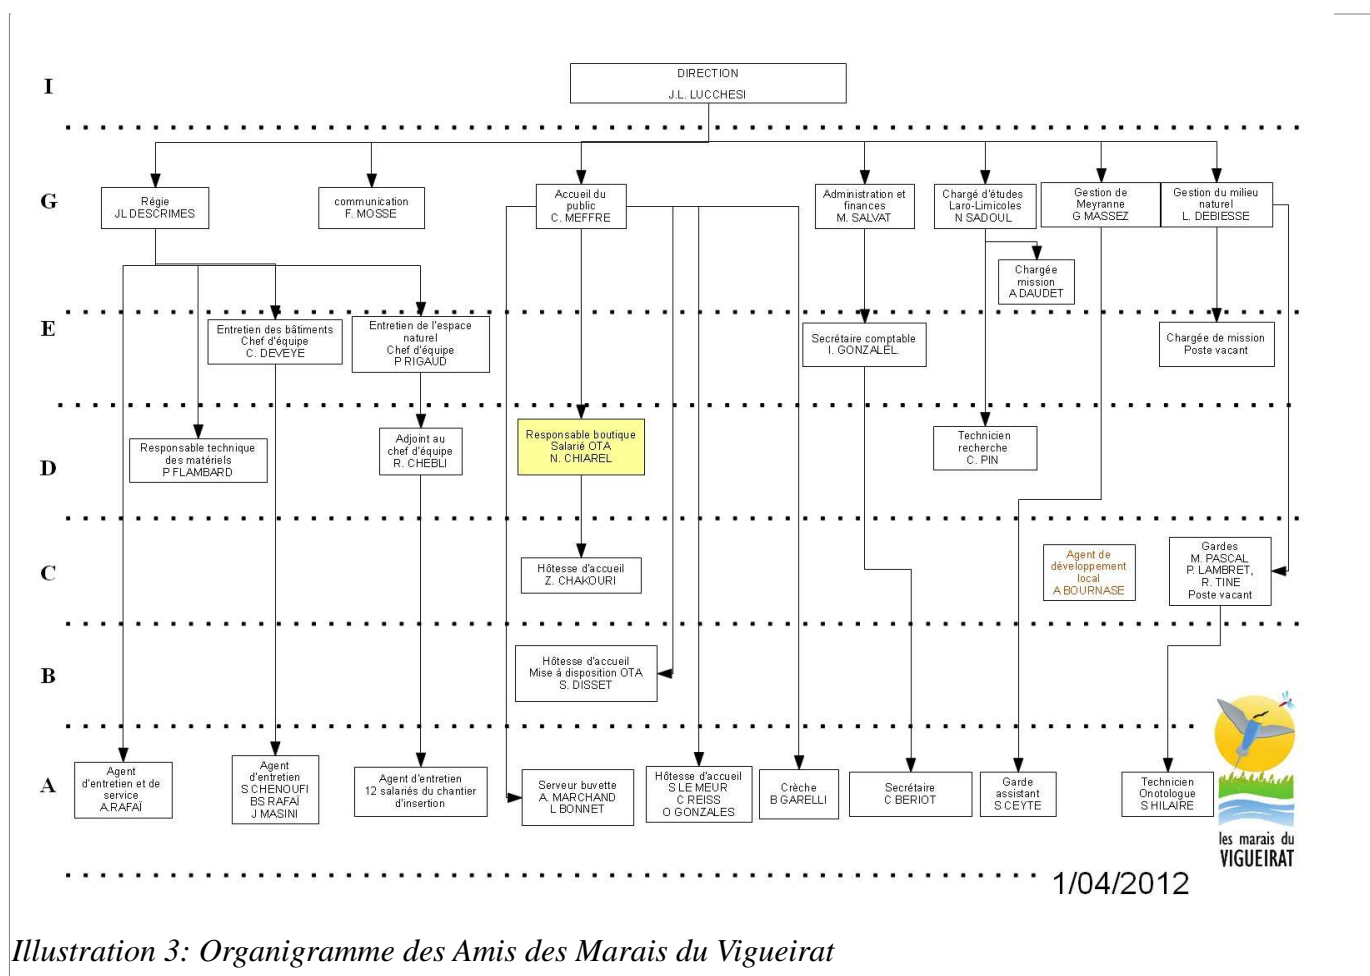 I
DIRECTION
J.L. LUCCHESI
G
Régie
JL DESCRIMES
communication
F. MOSSE
Accueil du
public
C. MEFFRE
Administration et
finances
M. SALVAT
Chargé d'études
Laro-Limicoles
N SADOUL
Gestion de
Meyranne
G MASSEZ
Gestion du milieu
naturel
L. DEBIESSE
Chargée
mission
A DAUDET
E
Entretien des bâtiments
Chef d'équipe
C. DEVEYE
Entretien de l'espace
naturel
Chef d'équipe
P RIGAUD
Secrétaire comptable
I. GONZALEL.
Chargée de mission
Poste vacant
D
Responsable technique
des matériels
P FLAMBARD
Adjoint au
chef d'équipe
R. CHEBLI
Responsable boutique
Salarié OTA
N. CHIAREL
Technicien
recherche
C. PIN
C
Hôtesse d'accueil
Z. CHAKOURI
Agent de
développement
local
A BOURNASE
Gardes
M. PASCAL
P. LAMBRET,
R. TINE
Poste vacant
B
Hôtesse d'accueil
Mise à disposition OTA
S. DISSET
A
Agent
d'entretien et de
service
A.RAFAÏ
Agent
d'entretien
S CHENOUFI
BS RAFAÏ
J MASINI
Agent d'entretien
12 salariés du chantier
d'insertion
Serveur buvette
A. MARCHAND
L BONNET
Hôtesse d'accueil
S LE MEUR
C REISS
O GONZALES
Crèche
B GARELLI
Secrétaire
C BERIOT
Garde
assistant
S CEYTE
Technicien
Onotologue
S HILAIRE
les marais du
VIGUEIRAT
1/04/2012
Illustration 3: Organigramme des Amis des Marais du Vigueirat